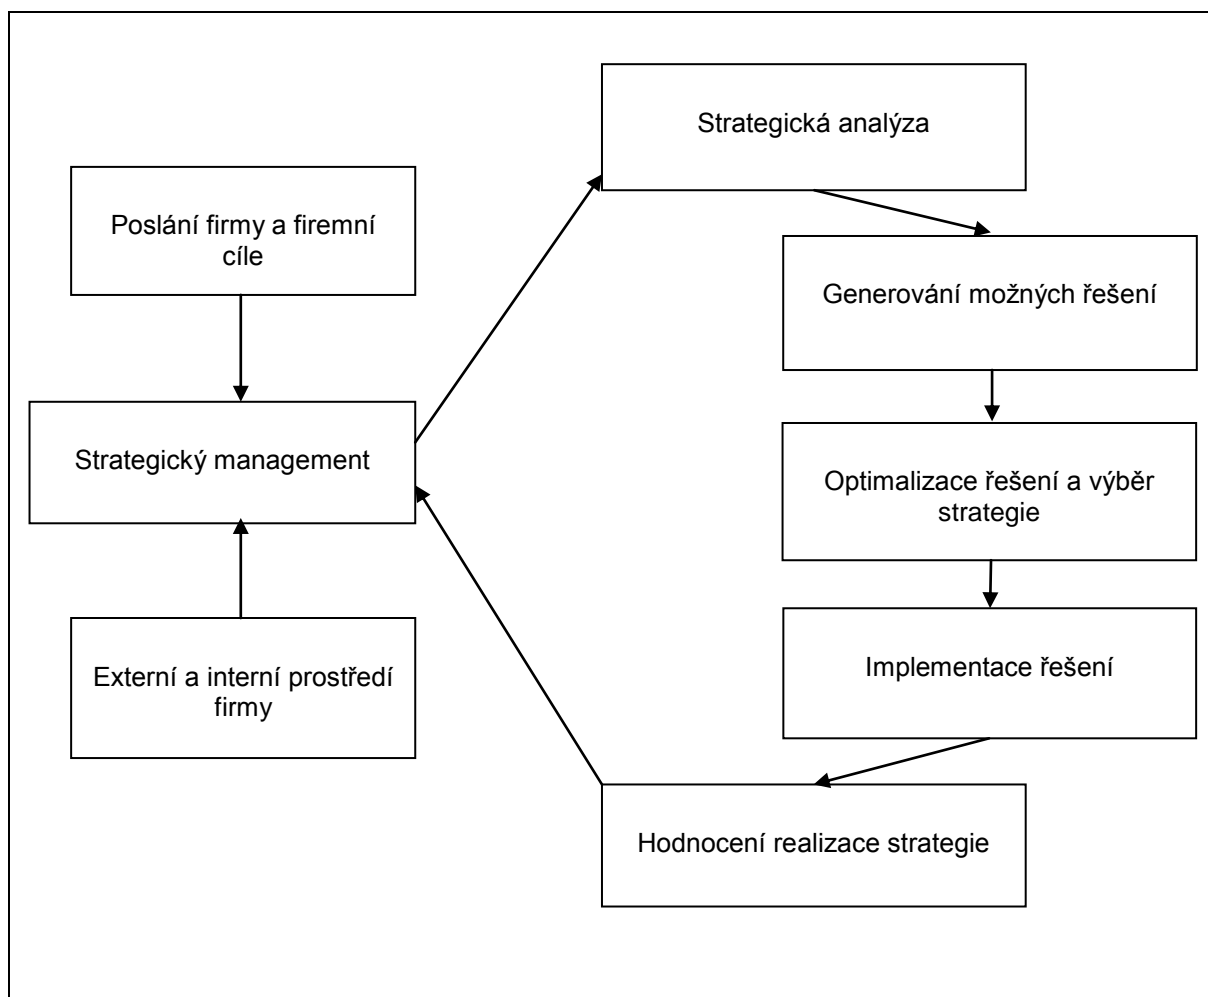 Strategická analýza
Poslání firmy a firemní
cíle
Generování možných řešení
Strategický management
Optimalizace řešení a výběr
strategie
Externí a interní prostředí
firmy
Implementace řešení
Hodnocení realizace strategie